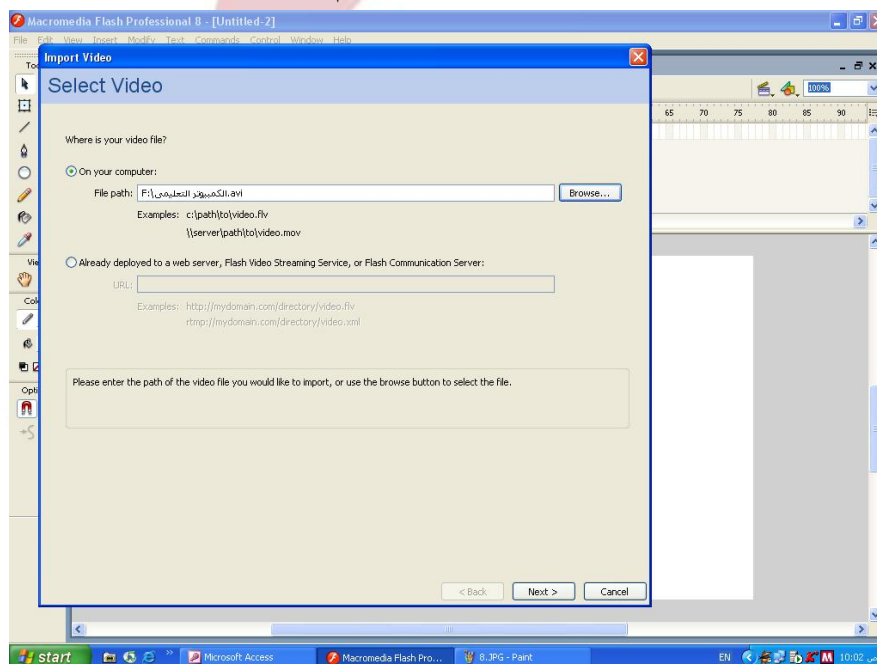 Macromedia Flash Professional 8 - [Untitled-2]
File Edit View Insert Modify Text Commands Control Window Help
Import Video
Select Video
100%
65 70 75 80 85 90
Where is your video file?
On your computer:
File path: F:\الكمبيوتر التعليمى.avi
Browse...
Examples: c:\path\to\video.flv
\\server\path\to\video.mov
Already deployed to a web server, Flash Video Streaming Service, or Flash Communication Server:
URL:
Examples: http://mydomain.com/directory/video.flv
rtmp://mydomain.com/directory/video.xml
Please enter the path of the video file you would like to import, or use the browse button to select the file.
< Back Next > Cancel
start Microsoft Access Macromedia Flash Pro... 8.JPG - Paint EN 10:02 ص